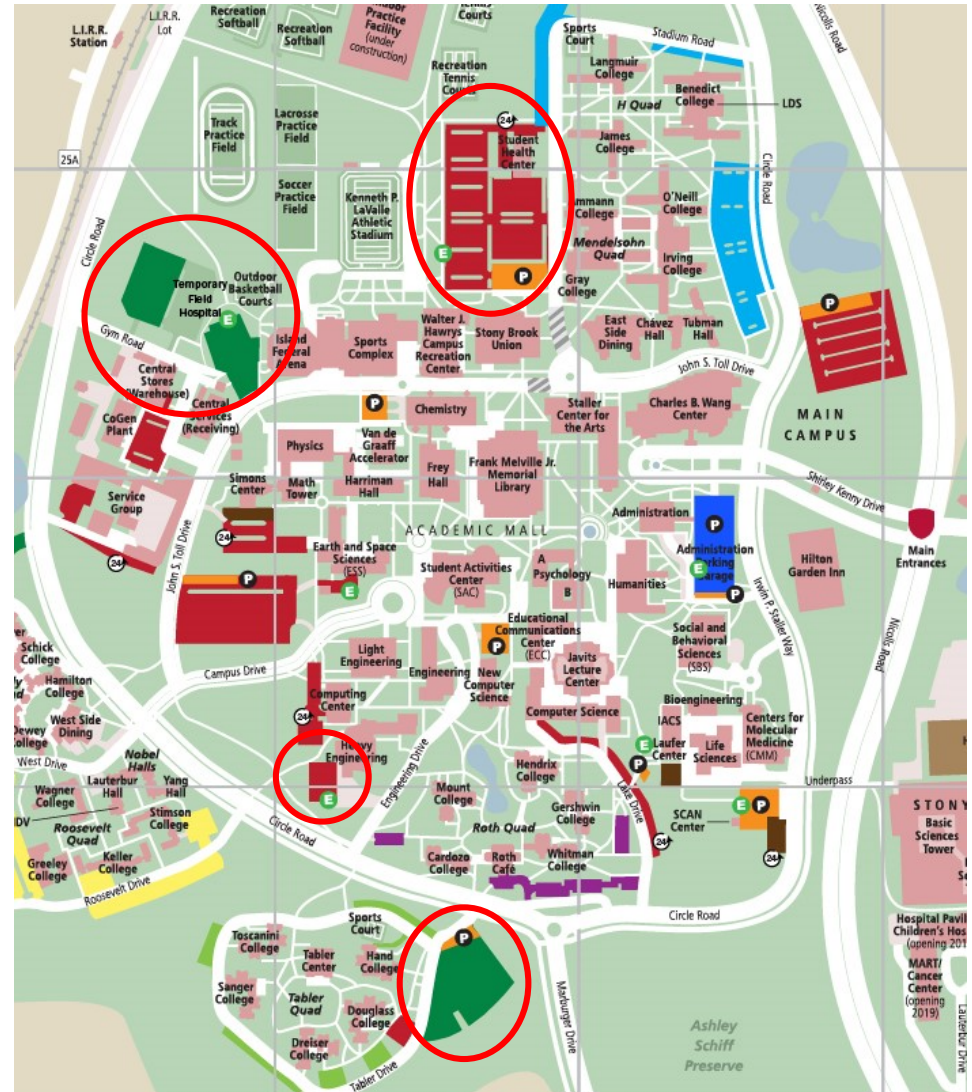 L.I.R.R.
Station
L.I.R.R.
Lot
Recreation
Softball
Recreation
Softball
Practice
Facility
(under
construction)
Courts
Recreation
Tennis
Courts
Sports
Court
Stadium Road
Nicolls Road
Langmuir
College
Benedict
College
LDS
H Quad
James
College
Circle Road
24
Student
Health
Center
Track
Practice
Field
Lacrosse
Practice
Field
25A
Soccer
Practice
Field
Kenneth P.
LaValle
Athletic
Stadium
Circle Road
O'Neill
College
Mendelsohn
Quad
Irving
College
Gray
College
E
P
Temporary
Field
Hospital
E
Outdoor
Basketball
Courts
Gym Road
Island
Federal
Arena
Sports
Complex
Walter J.
Hawrys
Campus
Recreation
Center
Stony Brook
Union
East
Side
Dining
Chávez
Hall
Tubman
Hall
P
John S. Toll Drive
Central
Stores
(Warehouse)
Central
Services
(Receiving)
CoGen
Plant
P
Chemistry
Staller
Center for
the Arts
Charles B. Wang
Center
MAIN
CAMPUS
Physics
Van de
Graaff
Accelerator
Simons
Center
Math
Tower
Harriman
Hall
Frey
Hall
Frank Melville Jr.
Memorial
Library
Shirley Kenny Drive
Service
Group
24
24
John S. Toll Drive
ACADEMIC MALL
Administration
P
Administration
Parking
Garage
E
P
Main
Entrances
Hilton
Garden Inn
Earth and Space
Sciences
(ESS)
E
P
Student Activities
Center
(SAC)
A
Psychology
B
Humanities
Irwin P. Staller Way
Nicolls Road
Educational
Communications
Center
(ECC)
P
Social and
Behavioral
Sciences
(SBS)
Schick
College
Hamilton
College
West Side
Dining
West Drive
Campus Drive
Light
Engineering
Engineering
New
Computer
Science
Javits
Lecture
Center
Computer Science
Bioengineering
IACS
Laufer
Center
E
P
Life
Sciences
Centers for
Molecular
Medicine
(CMM)
Underpass
Computing
Center
24
Heavy
Engineering
E
Engineering Drive
Nobel
Halls
Lauterbur
Hall
Yang
Hall
Wagner
College
Stimson
College
Roosevelt
Quad
Greeley
College
Keller
College
Roosevelt Drive
Circle Road
Mount
College
Hendrix
College
Gershwin
College
Roth Quad
Cardozo
College
Roth
Café
Whitman
College
Lake Drive
24
SCAN
Center
E
P
24
STONY
Basic
Sciences
Tower
Circle Road
Sports
Court
Toscanini
College
Tabler
Center
Hand
College
P
Sanger
College
Tabler
Quad
Douglass
College
Dreiser
College
Tabler Drive
Marburger Drive
Ashley
Schiff
Preserve
Children's Hos
(opening 201
MART/
Cancer
Center
(opening
2019)
Lauterbur Drive